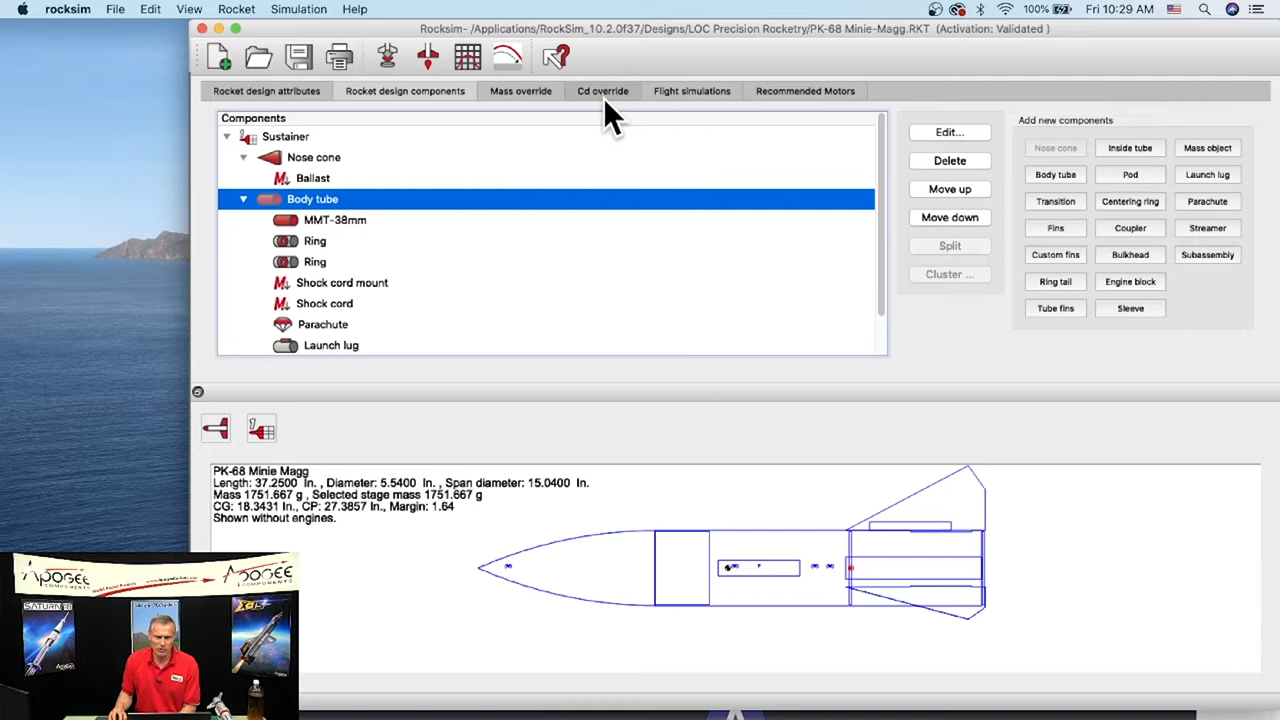 rocksim File Edit View Rocket Simulation Help 100% Fri 10:29 AM
Rocksim- /Applications/RockSim_10.2.0f37/Designs/LOC Precision Rocketry/PK-68 Minie-Magg.RKT (Activation: Validated )
Rocket design attributes Rocket design components Mass override Cd override Flight simulations Recommended Motors
Components
Sustainer
Nose cone
Ballast
Body tube
MMT-38mm
Ring
Ring
Shock cord mount
Shock cord
Parachute
Launch lug
Edit...
Delete
Move up
Move down
Split
Cluster ...
Add new components
Nose cone Inside tube Mass object
Body tube Pod Launch lug
Transition Centering ring Parachute
Fins Coupler Streamer
Custom fins Bulkhead Subassembly
Ring tail Engine block
Tube fins Sleeve
PK-68 Minie Magg
Length: 37.2500 In. , Diameter: 5.5400 In. , Span diameter: 15.0400 In.
Mass 1751.667 g , Selected stage mass 1751.667 g
CG: 18.3431 In., CP: 27.3857 In., Margin: 1.64
Shown without engines.
APOGEE
COMPONENTS
APOGEE
COMPONENTS
SATURN 1B
Apogee